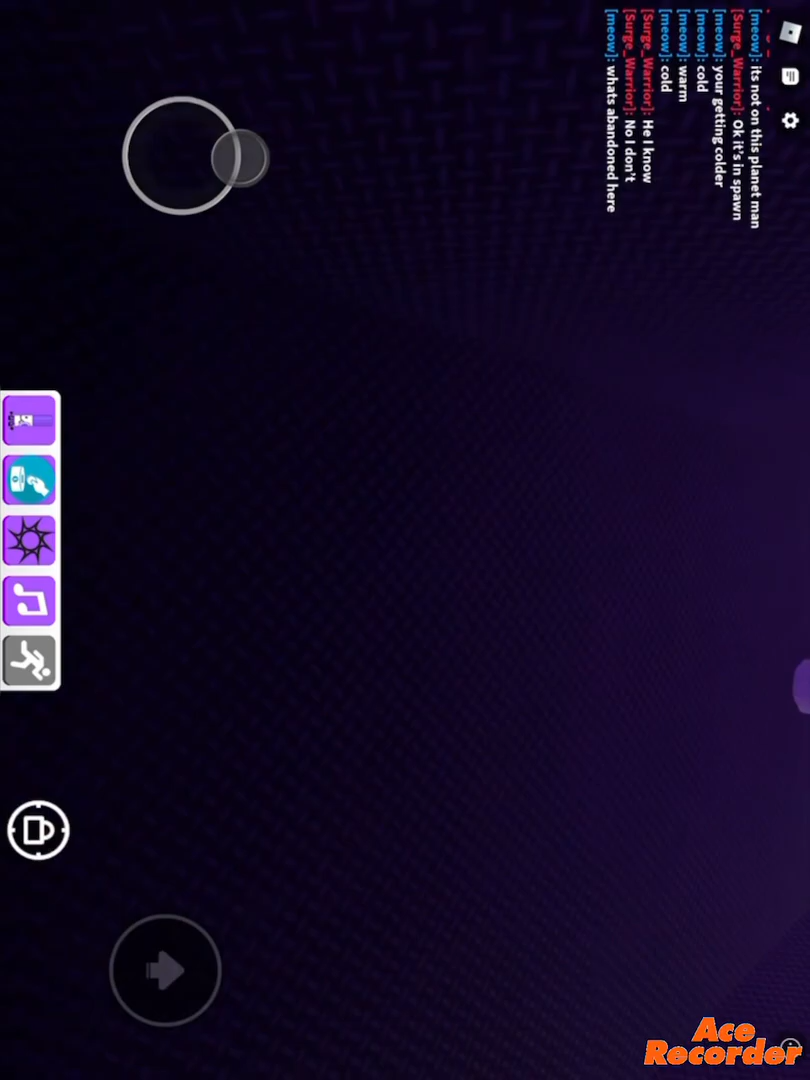 [meow]: its not on this planet man
[Surge_Warrior]: Ok it's in spawn
[meow]: your getting colder
[meow]: cold
[meow]: warm
[meow]: cold
[Surge_Warrior]: He I know
[Surge_Warrior]: No I don't
[meow]: whats abandoned here
Ace
Recorder